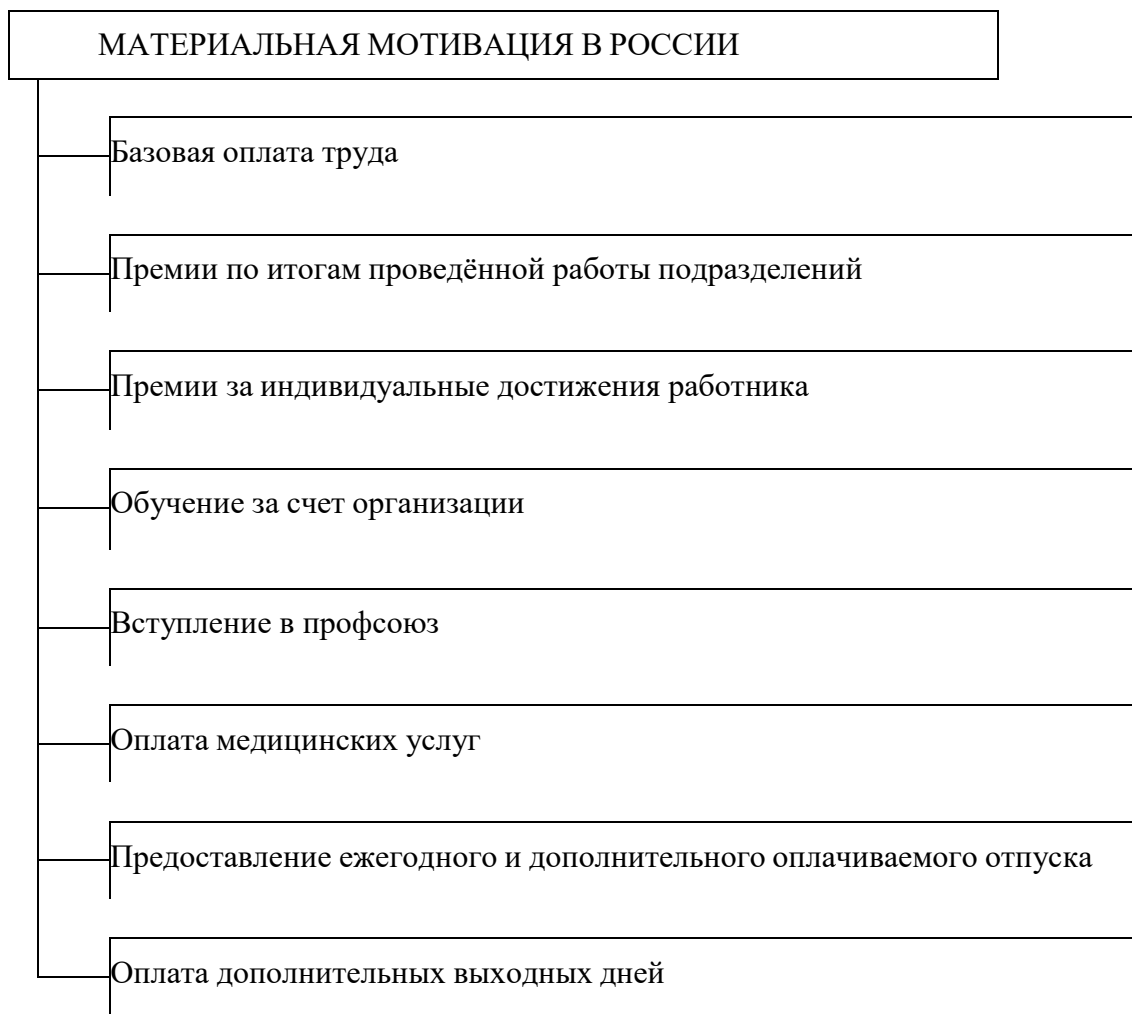 МАТЕРИАЛЬНАЯ МОТИВАЦИЯ В РОССИИ
Базовая оплата труда
Премии по итогам проведённой работы подразделений
Премии за индивидуальные достижения работника
Обучение за счет организации
Вступление в профсоюз
Оплата медицинских услуг
Предоставление ежегодного и дополнительного оплачиваемого отпуска
Оплата дополнительных выходных дней